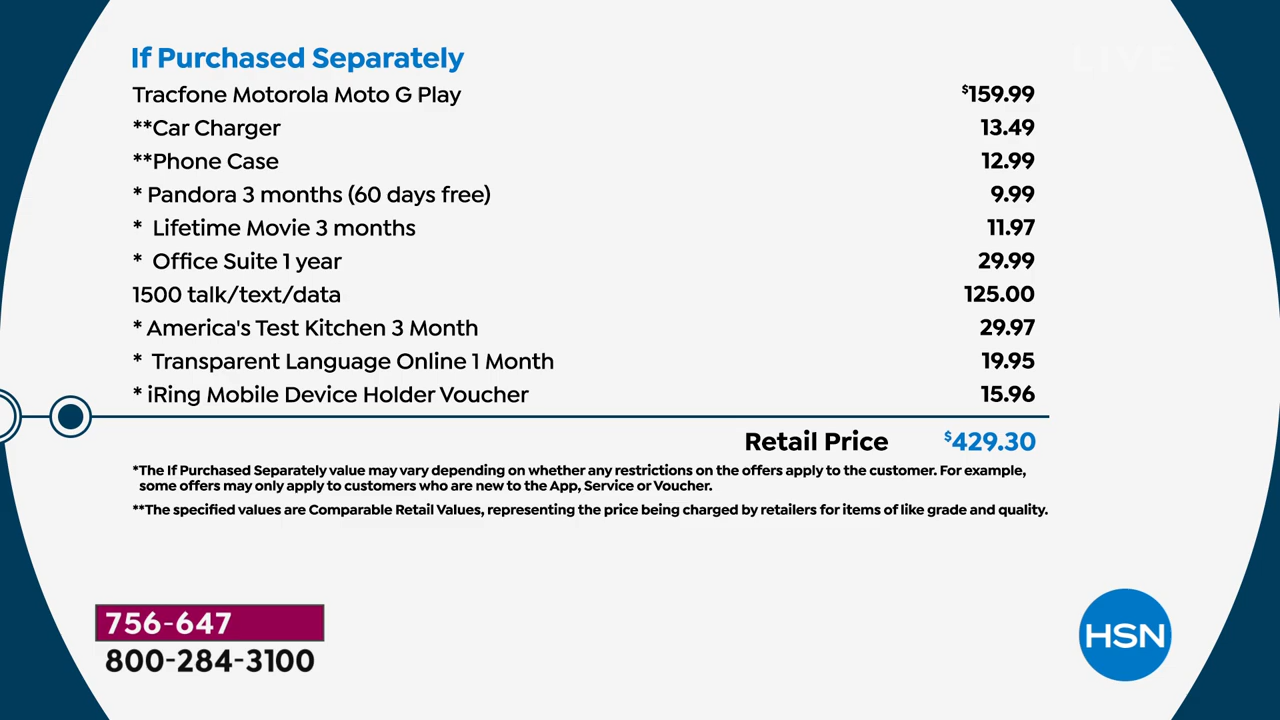 LIVE
If Purchased Separately
Tracfone Motorola Moto G Play $159.99
**Car Charger 13.49
**Phone Case 12.99
* Pandora 3 months (60 days free) 9.99
* Lifetime Movie 3 months 11.97
* Office Suite 1 year 29.99
1500 talk/text/data 125.00
* America's Test Kitchen 3 Month 29.97
* Transparent Language Online 1 Month 19.95
* iRing Mobile Device Holder Voucher 15.96
Retail Price $429.30
*The If Purchased Separately value may vary depending on whether any restrictions on the offers apply to the customer. For example,
some offers may only apply to customers who are new to the App, Service or Voucher.
**The specified values are Comparable Retail Values, representing the price being charged by retailers for items of like grade and quality.
756-647
800-284-3100
HSN